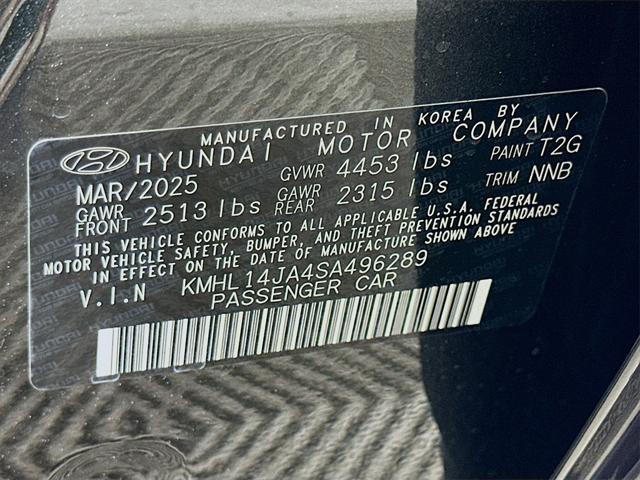 MANUFACTURED IN KOREA BY
HYUNDAI MOTOR COMPANY
MAR/2025 GVWR 4453 lbs PAINT T2G
GAWR FRONT 2513 lbs GAWR REAR 2315 lbs TRIM NNB
THIS VEHICLE CONFORMS TO ALL APPLICABLE U.S.A. FEDERAL
MOTOR VEHICLE SAFETY, BUMPER, AND THEFT PREVENTION STANDARDS
IN EFFECT ON THE DATE OF MANUFACTURE SHOWN ABOVE
V.I.N KMHL14JA4SA496289
PASSENGER CAR